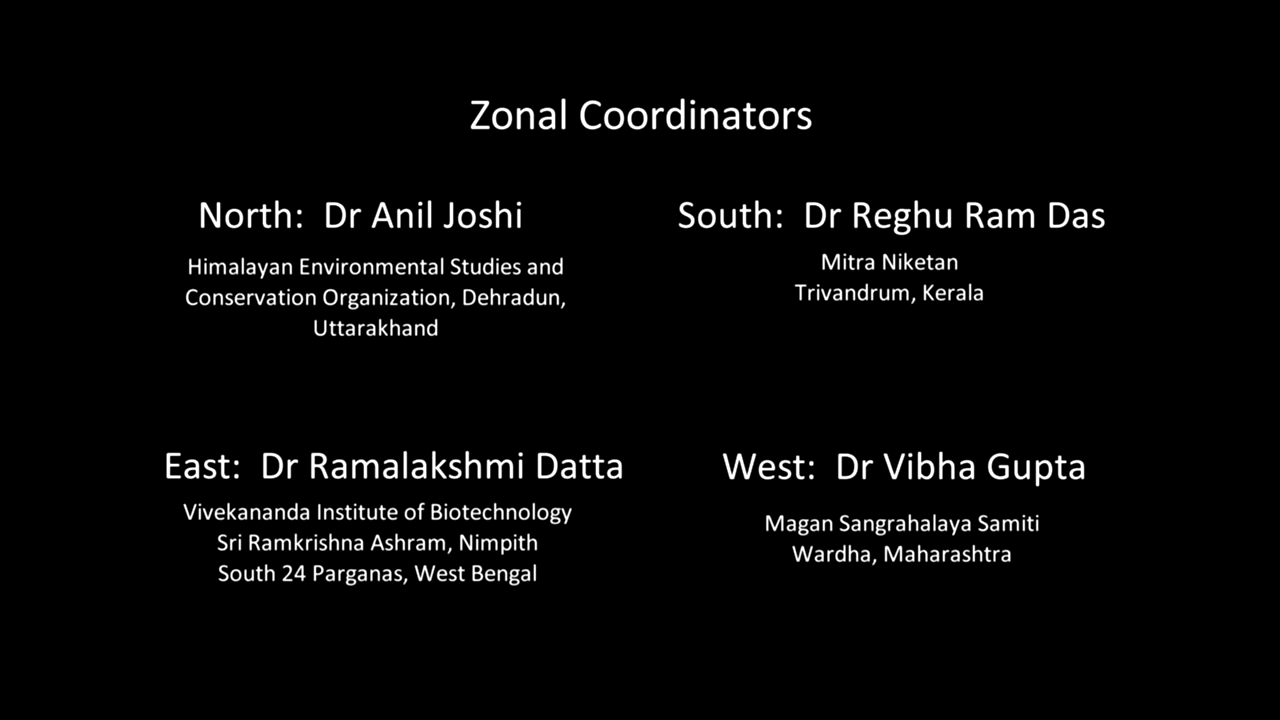 Zonal Coordinators
North: Dr Anil Joshi
Himalayan Environmental Studies and
Conservation Organization, Dehradun,
Uttarakhand
South: Dr Reghu Ram Das
Mitra Niketan
Trivandrum, Kerala
East: Dr Ramalakshmi Datta
Vivekananda Institute of Biotechnology
Sri Ramkrishna Ashram, Nimpith
South 24 Parganas, West Bengal
West: Dr Vibha Gupta
Magan Sangrahalaya Samiti
Wardha, Maharashtra